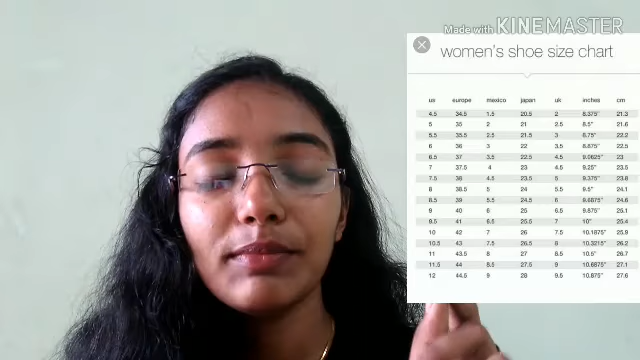 Made with KINEMASTER
women's shoe size chart
us europe mexico japan uk inches cm
4.5 34.5 1.5 20.5 2 8.375" 21.3
5 35 2 21 2.5 8.5" 21.6
5.5 35.5 2.5 21.5 3 8.75" 22.2
6 36 3 22 3.5 8.875" 22.5
6.5 37 3.5 22.5 4 9.0625" 23
7 37.5 4 23 4.5 9.25" 23.5
7.5 38 4.5 23.5 5 9.375" 23.8
8 38.5 5 24 5.5 9.5" 24.1
8.5 39 5.5 24.5 6 9.6875" 24.6
9 40 6 25 6.5 9.875" 25.1
9.5 41 6.5 25.5 7 10" 25.4
10 42 7 26 7.5 10.1875" 25.9
10.5 43 7.5 26.5 8 10.3215" 26.2
11 43.5 8 27 8.5 10.5" 26.7
11.5 44 8.5 27.5 9 10.6875" 27.1
12 44.5 9 28 9.5 10.875" 27.6